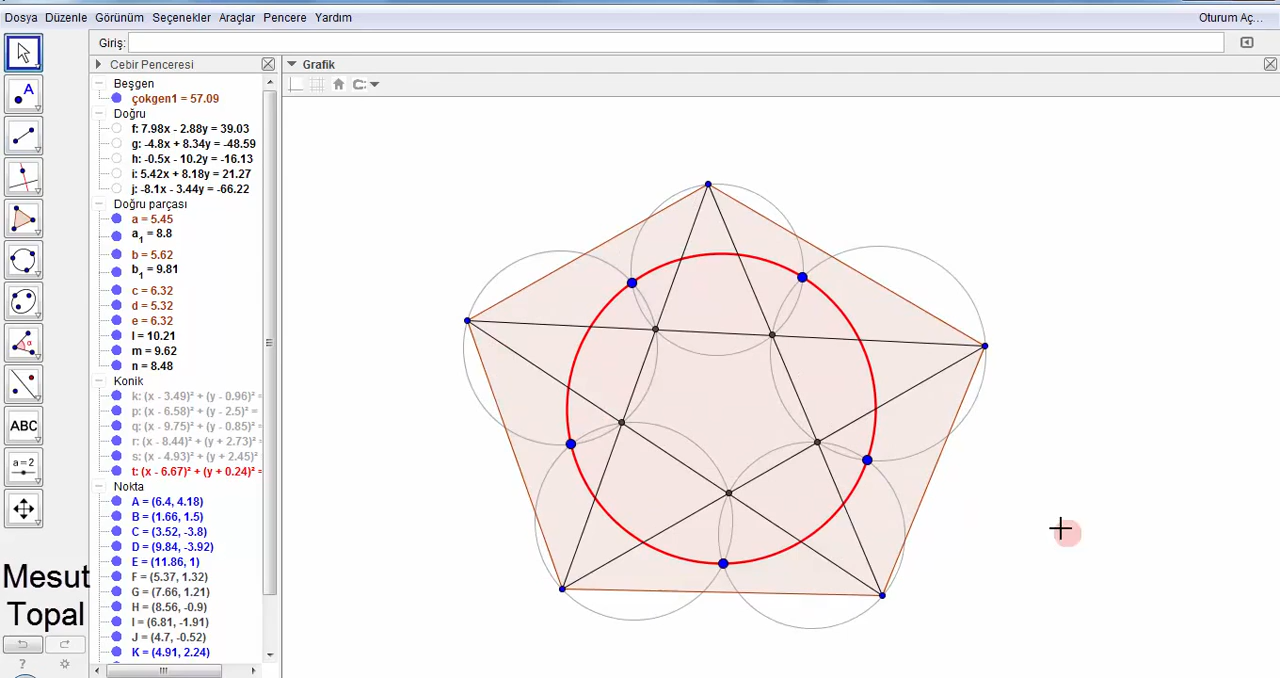 Dosya Düzenle Görünüm Seçenekler Araçlar Pencere Yardım Oturum Aç...
Giriş:
Cebir Penceresi
Grafik
Beşgen
çokgen1 = 57.09
Doğru
f: 7.98x - 2.88y = 39.03
g: -4.8x + 8.34y = -48.59
h: -0.5x - 10.2y = -16.13
i: 5.42x + 8.18y = 21.27
j: -8.1x - 3.44y = -66.22
Doğru parçası
a = 5.45
a₁ = 8.8
b = 5.62
b₁ = 9.81
c = 6.32
d = 5.32
e = 6.32
l = 10.21
m = 9.62
n = 8.48
Konik
k: (x - 3.49)² + (y - 0.96)² =
p: (x - 6.58)² + (y - 2.5)² =
q: (x - 9.75)² + (y - 0.85)² =
r: (x - 8.44)² + (y + 2.73)² =
s: (x - 4.93)² + (y + 2.45)² =
t: (x - 6.67)² + (y + 0.24)² =
Nokta
A = (6.4, 4.18)
B = (1.66, 1.5)
C = (3.52, -3.8)
D = (9.84, -3.92)
E = (11.86, 1)
F = (5.37, 1.32)
G = (7.66, 1.21)
H = (8.56, -0.9)
I = (6.81, -1.91)
J = (4.7, -0.52)
K = (4.91, 2.24)
A
α
ABC
a = 2
Mesut
Topal
?